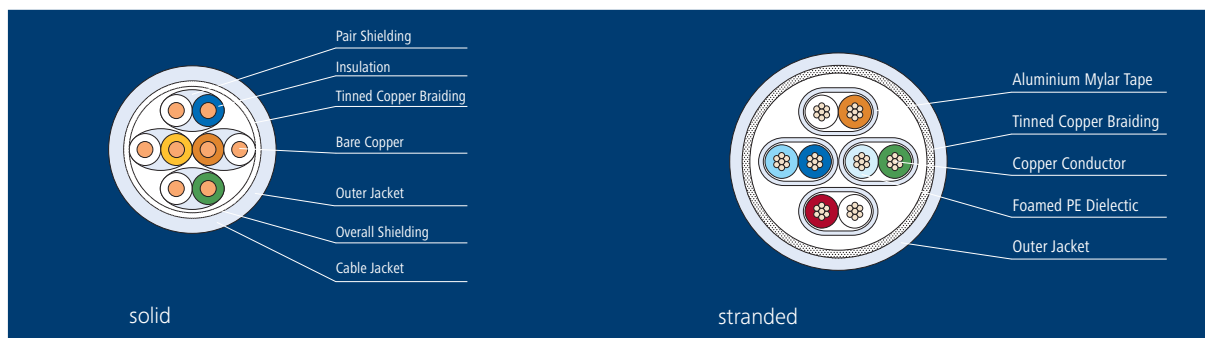 Pair Shielding
Insulation
Tinned Copper Braiding
Bare Copper
Outer Jacket
Overall Shielding
Cable Jacket
solid
Aluminium Mylar Tape
Tinned Copper Braiding
Copper Conductor
Foamed PE Dielectic
Outer Jacket
stranded